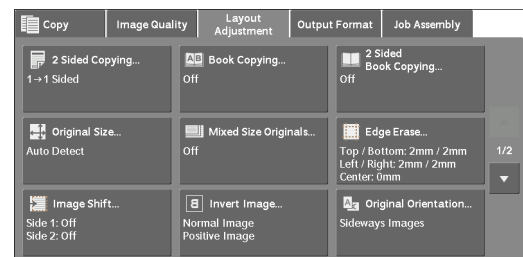 Copy
Image Quality
Layout
Adjustment
Output Format
Job Assembly
2 Sided Copying...
1→1 Sided
Book Copying...
Off
2 Sided
Book Copying...
Off
Original Size...
Auto Detect
Mixed Size Originals...
Off
Edge Erase...
Top / Bottom: 2mm / 2mm
Left / Right: 2mm / 2mm
Center: 0mm
1/2
Image Shift...
Side 1: Off
Side 2: Off
Invert Image...
Normal Image
Positive Image
Original Orientation...
Sideways Images